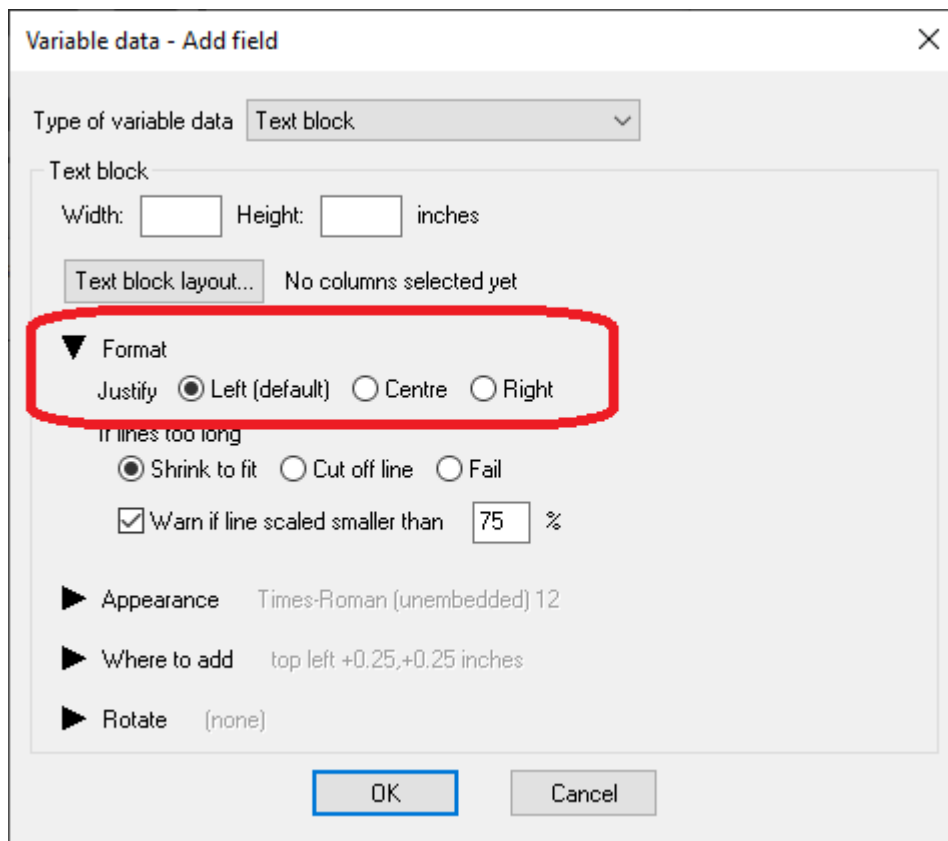 Variable data - Add field
Type of variable data Text block
Text block
Width: Height: inches
Text block layout... No columns selected yet
Format
Justify Left (default) Centre Right
If lines too long
Shrink to fit Cut off line Fail
Warn if line scaled smaller than 75 %
Appearance Times-Roman (unembedded) 12
Where to add top left +0.25,+0.25 inches
Rotate (none)
OK Cancel